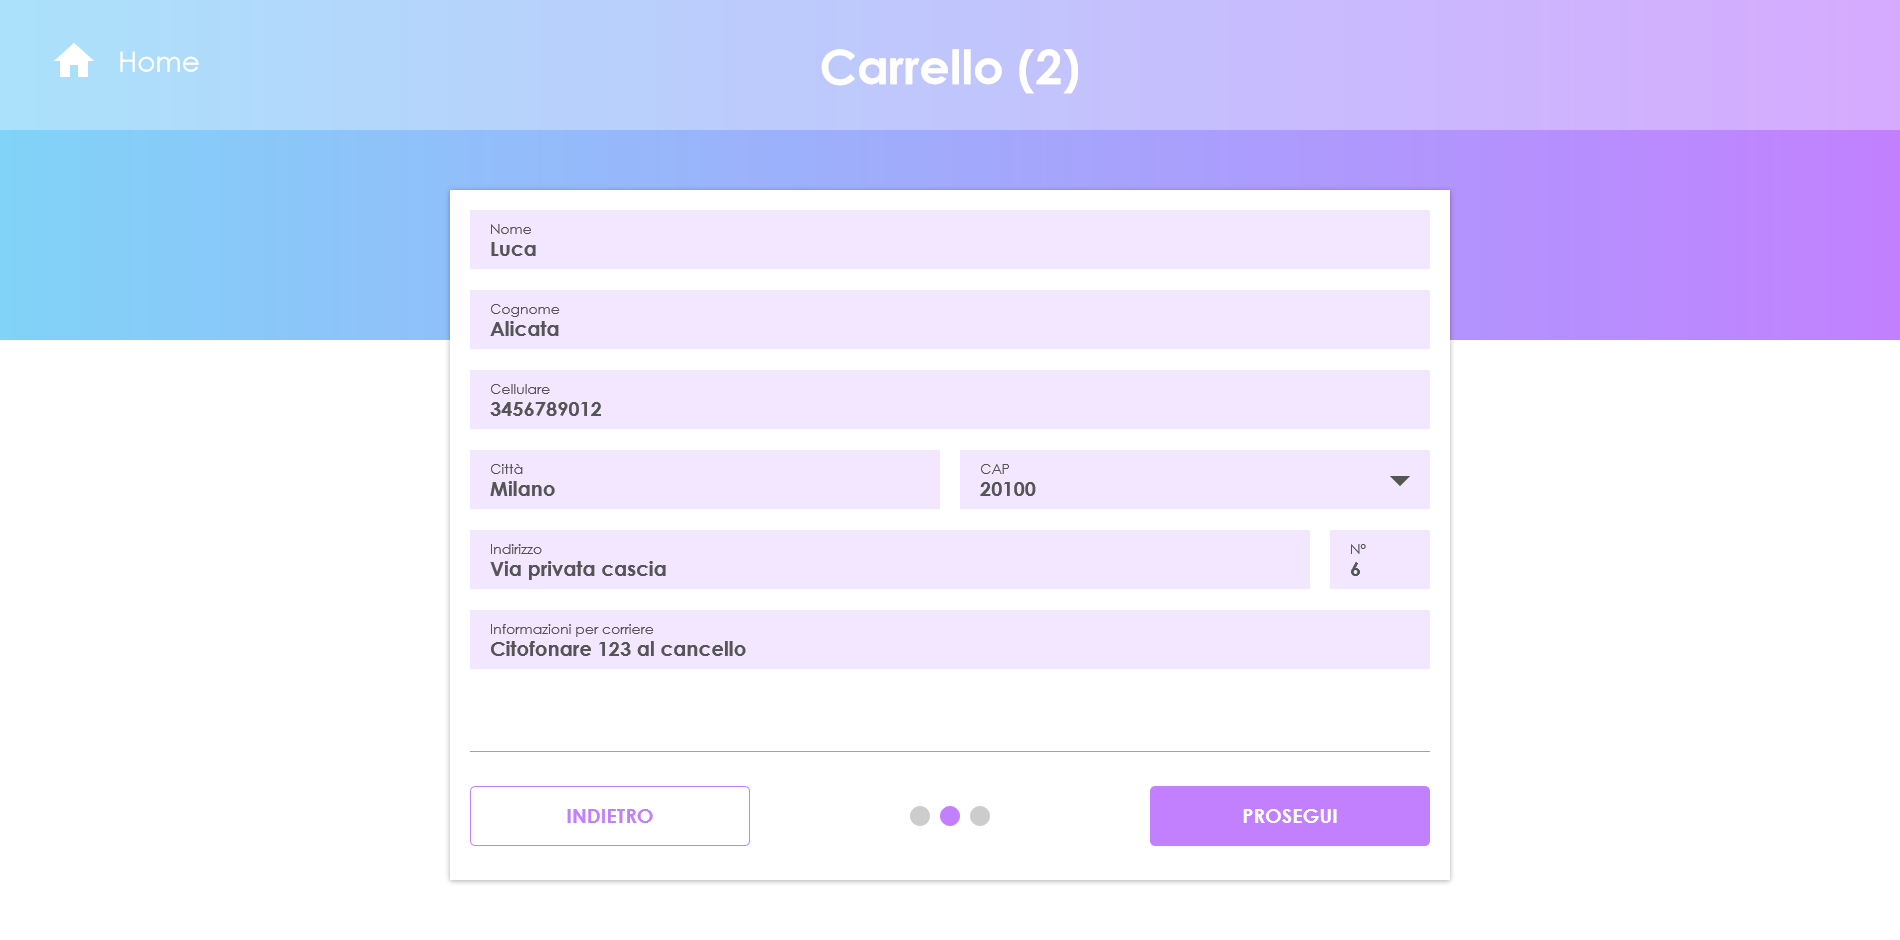 Home
Carrello (2)
Nome
Luca
Cognome
Alicata
Cellulare
3456789012
Città
Milano
CAP
20100
Indirizzo
Via privata cascia
N°
6
Informazioni per corriere
Citofonare 123 al cancello
INDIETRO
PROSEGUI